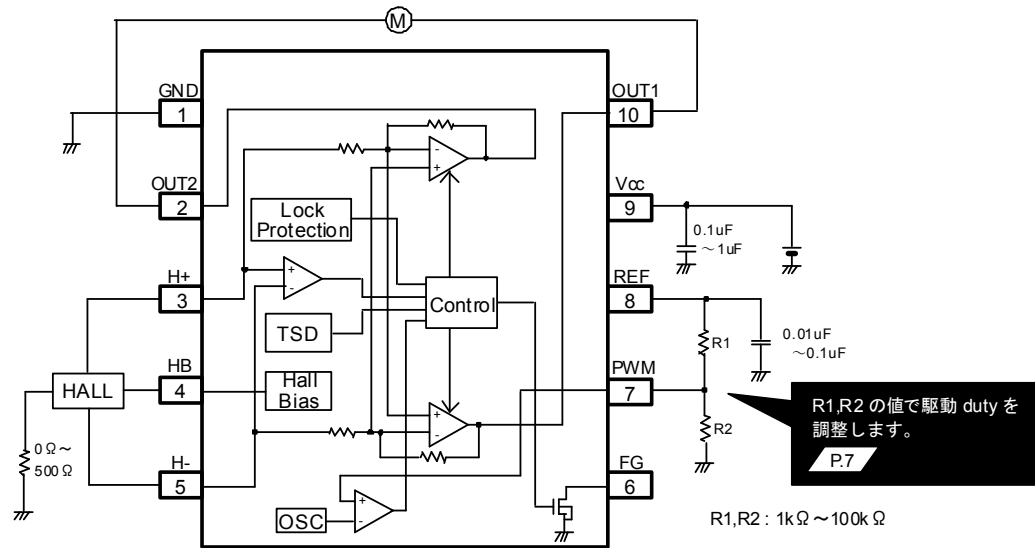 M
GND
1
OUT2
2
H+
3
HB
4
H-
5
HALL
0Ω～
500Ω
Lock
Protection
+
-
TSD
Hall
Bias
OSC
+
-
-
+
Control
+
-
OUT1
10
Vcc
9
0.1uF
～1uF
REF
8
R1
0.01uF
～0.1uF
PWM
7
R2
FG
6
R1,R2 の値で駆動 duty を
調整します。
P.7
R1,R2 : 1kΩ～100kΩ